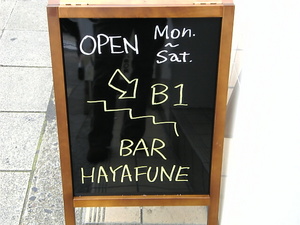 OPEN Mon.
~
Sat.
B1
BAR
HAYAFUNE